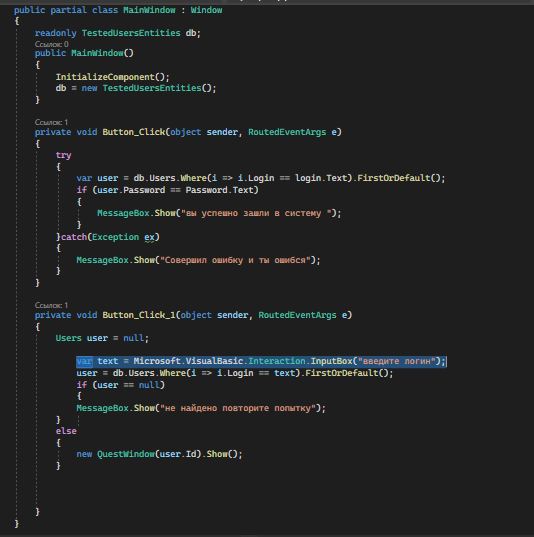 public partial class MainWindow : Window
{
readonly TestedUsersEntities db;
Ссылок: 0
public MainWindow()
{
InitializeComponent();
db = new TestedUsersEntities();
}
Ссылок: 1
private void Button_Click(object sender, RoutedEventArgs e)
{
try
{
var user = db.Users.Where(i => i.Login == login.Text).FirstOrDefault();
if (user.Password == Password.Text)
{
MessageBox.Show("вы успешно зашли в систему ");
}
}catch(Exception ex)
{
MessageBox.Show("Совершил ошибку и ты ошибся");
}
}
Ссылок: 1
private void Button_Click_1(object sender, RoutedEventArgs e)
{
Users user = null;
var text = Microsoft.VisualBasic.Interaction.InputBox("введите логин");
user = db.Users.Where(i => i.Login == text).FirstOrDefault();
if (user == null)
{
MessageBox.Show("не найдено повторите попытку");
}
else
{
new QuestWindow(user.Id).Show();
}
}
}